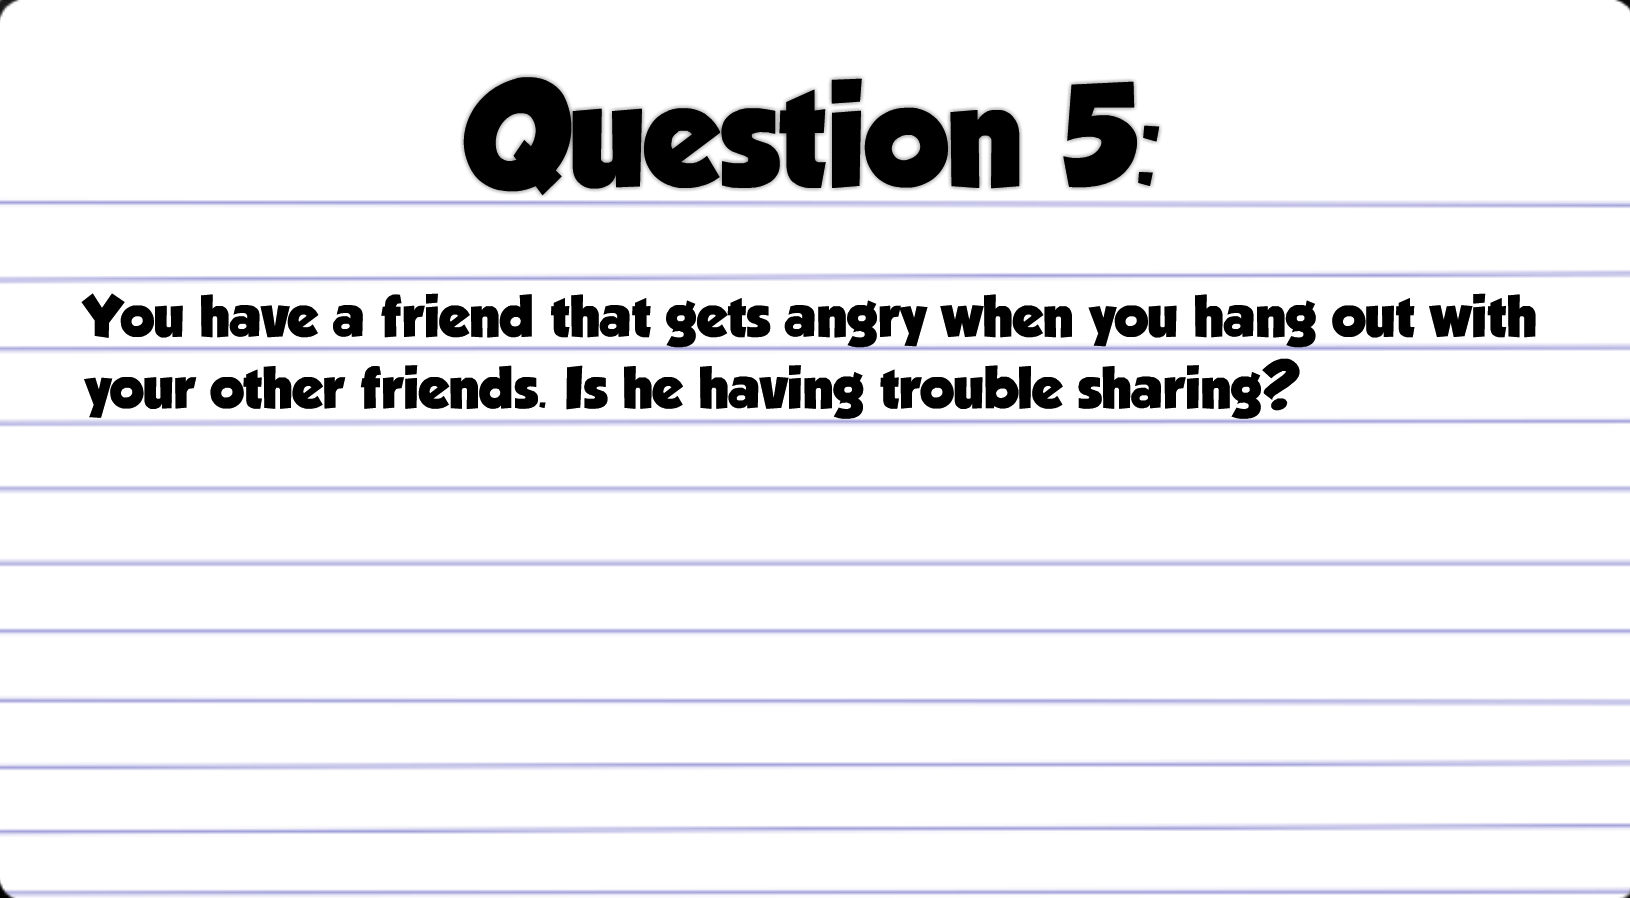 Question 5:
You have a friend that gets angry when you hang out with
your other friends. Is he having trouble sharing?